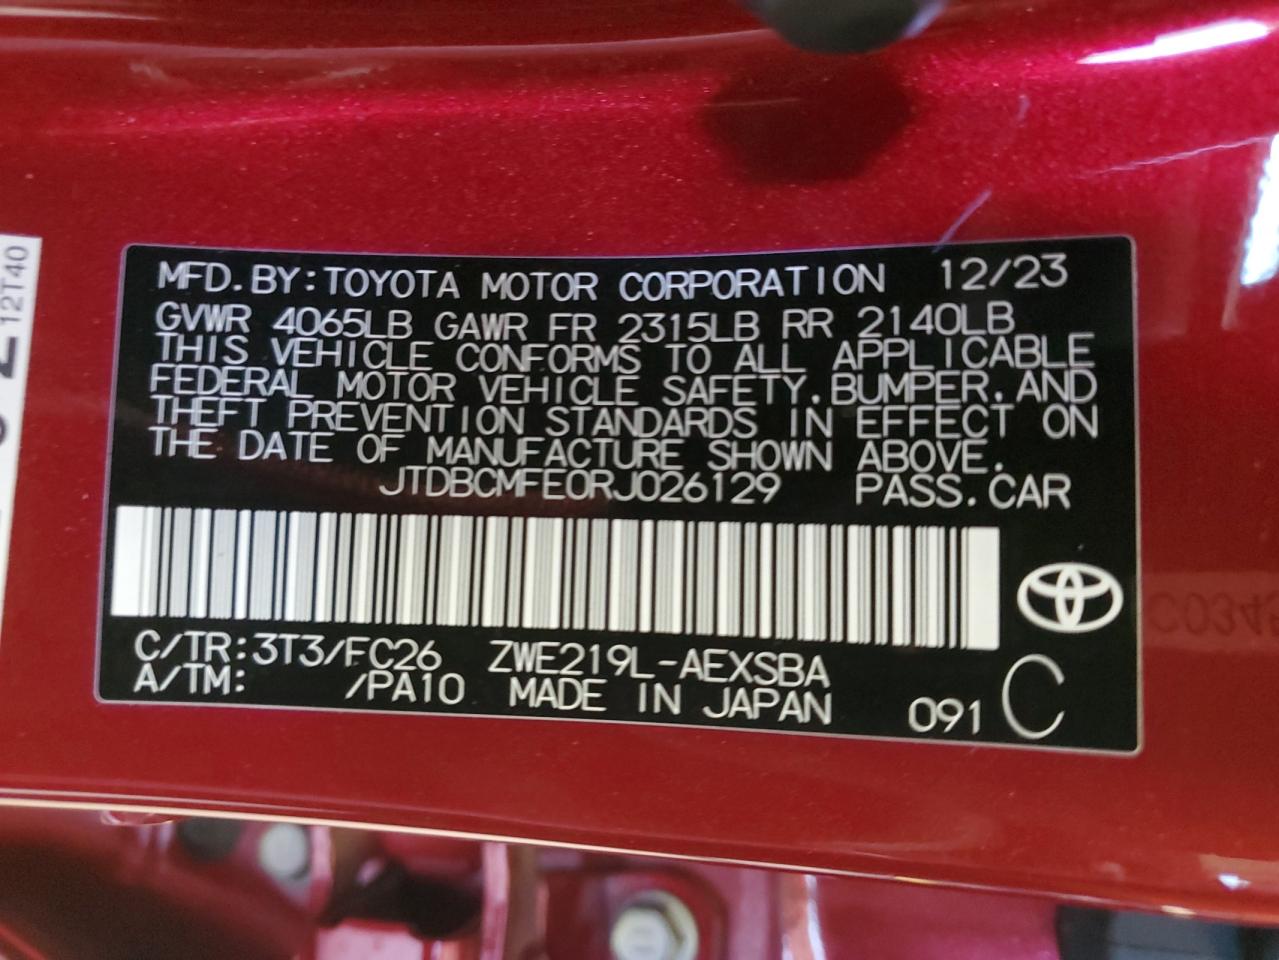 MFD. BY: TOYOTA MOTOR CORPORATION 12/23
GVWR 4065LB GAWR FR 2315LB RR 2140LB
THIS VEHICLE CONFORMS TO ALL APPLICABLE
FEDERAL MOTOR VEHICLE SAFETY, BUMPER, AND
THEFT PREVENTION STANDARDS IN EFFECT ON
THE DATE OF MANUFACTURE SHOWN ABOVE.
JTDBCMFE0RJ026129 PASS. CAR
C/TR: 3T3/FC26 ZWE219L-AEXSBA
A/TM: /PA10 MADE IN JAPAN 091 C
12T40